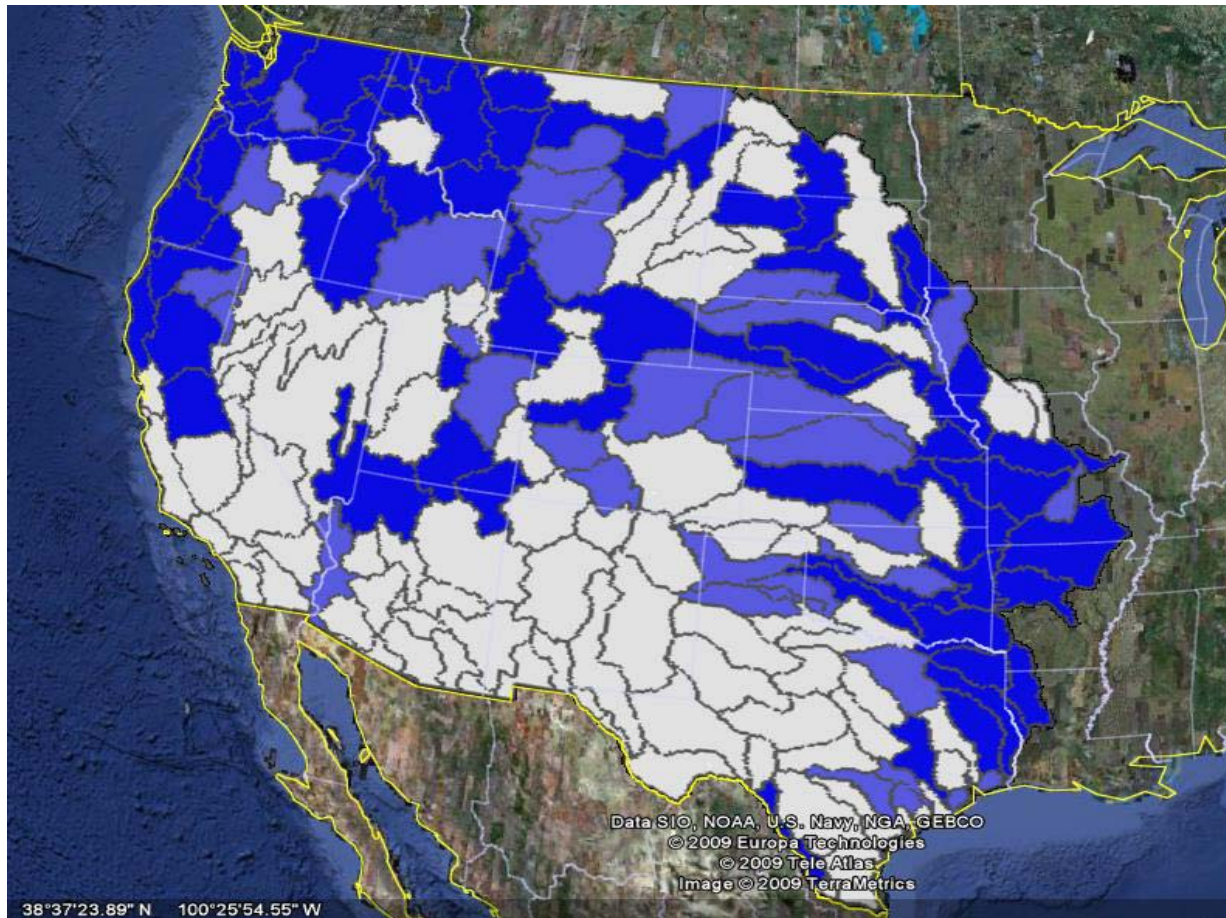 Data SIO, NOAA, U.S. Navy, NGA, GEBCO
© 2009 Europa Technologies
© 2009 Tele Atlas
Image © 2009 TerraMetrics
38°37'23.89" N 100°25'54.55" W